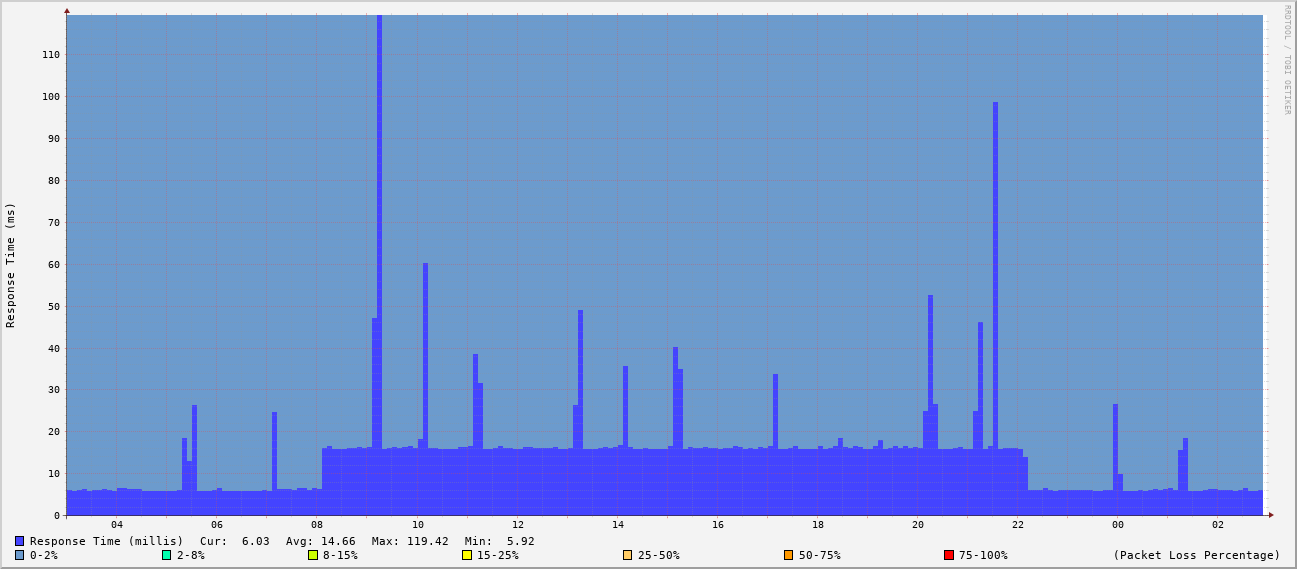 RRDTOOL / TOBI OETIKER
Response Time (ms)
110
100
90
80
70
60
50
40
30
20
10
0
04 06 08 10 12 14 16 18 20 22 00 02
Response Time (millis) Cur: 6.03 Avg: 14.66 Max: 119.42 Min: 5.92
0-2% 2-8% 8-15% 15-25% 25-50% 50-75% 75-100% (Packet Loss Percentage)